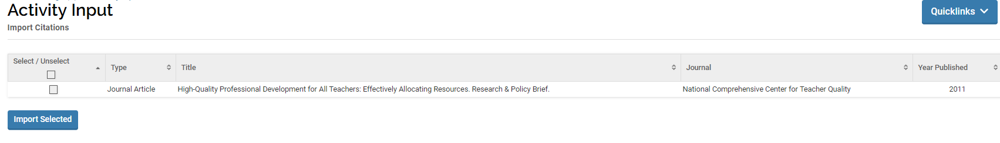 Activity Input
Quicklinks
Import Citations
Select / Unselect
Type
Title
Journal
Year Published
Journal Article
High-Quality Professional Development for All Teachers: Effectively Allocating Resources. Research & Policy Brief.
National Comprehensive Center for Teacher Quality
2011
Import Selected